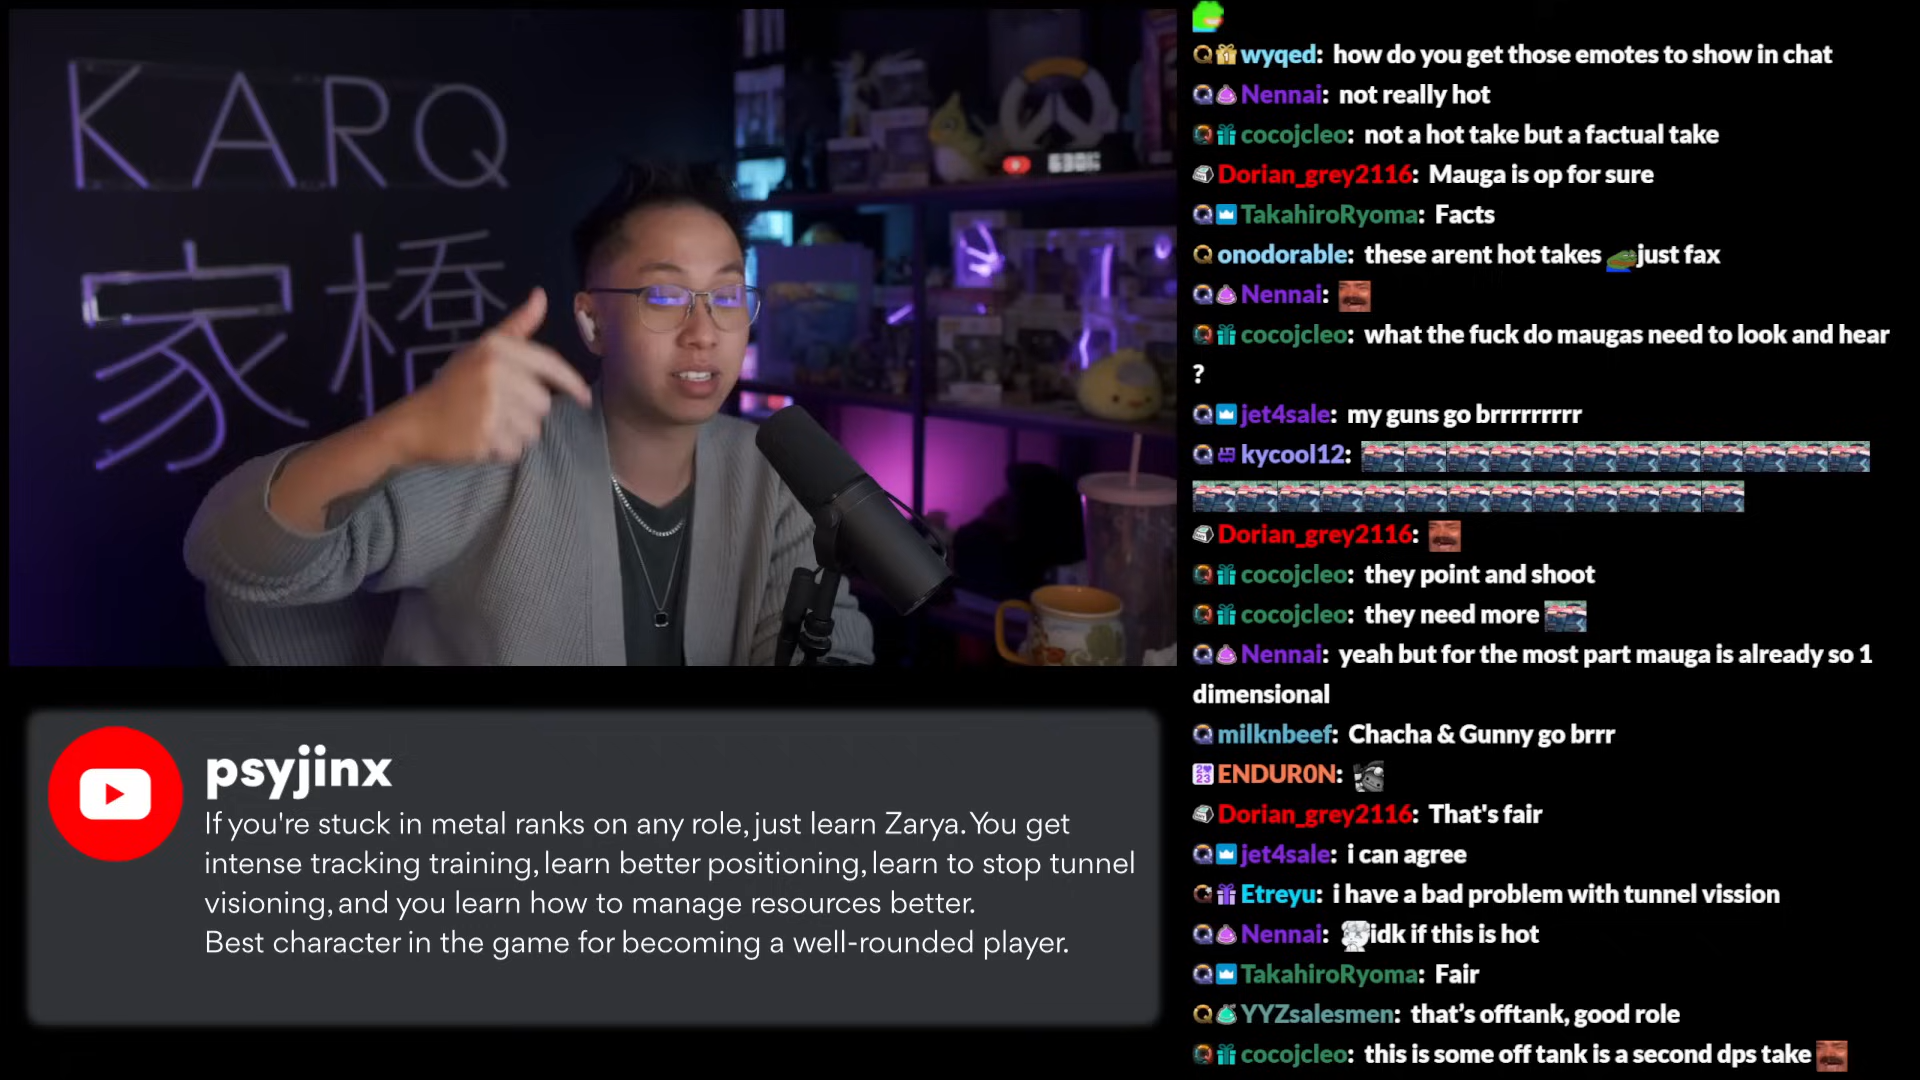 KARQ
家橋
630K
psyjinx
If you're stuck in metal ranks on any role, just learn Zarya. You get
intense tracking training, learn better positioning, learn to stop tunnel
visioning, and you learn how to manage resources better.
Best character in the game for becoming a well-rounded player.
wyqed: how do you get those emotes to show in chat
Nennai: not really hot
cocojcleo: not a hot take but a factual take
Dorian_grey2116: Mauga is op for sure
TakahiroRyoma: Facts
onodorable: these arent hot takes just fax
Nennai:
cocojcleo: what the fuck do maugas need to look and hear
?
jet4sale: my guns go brrrrrrrrr
kycool12:
Dorian_grey2116:
cocojcleo: they point and shoot
cocojcleo: they need more
Nennai: yeah but for the most part mauga is already so 1
dimensional
milknbeef: Chacha & Gunny go brrr
ENDUR0N:
Dorian_grey2116: That's fair
jet4sale: i can agree
Etreyu: i have a bad problem with tunnel vission
Nennai: idk if this is hot
TakahiroRyoma: Fair
YYZsalesmen: that’s offtank, good role
cocojcleo: this is some off tank is a second dps take